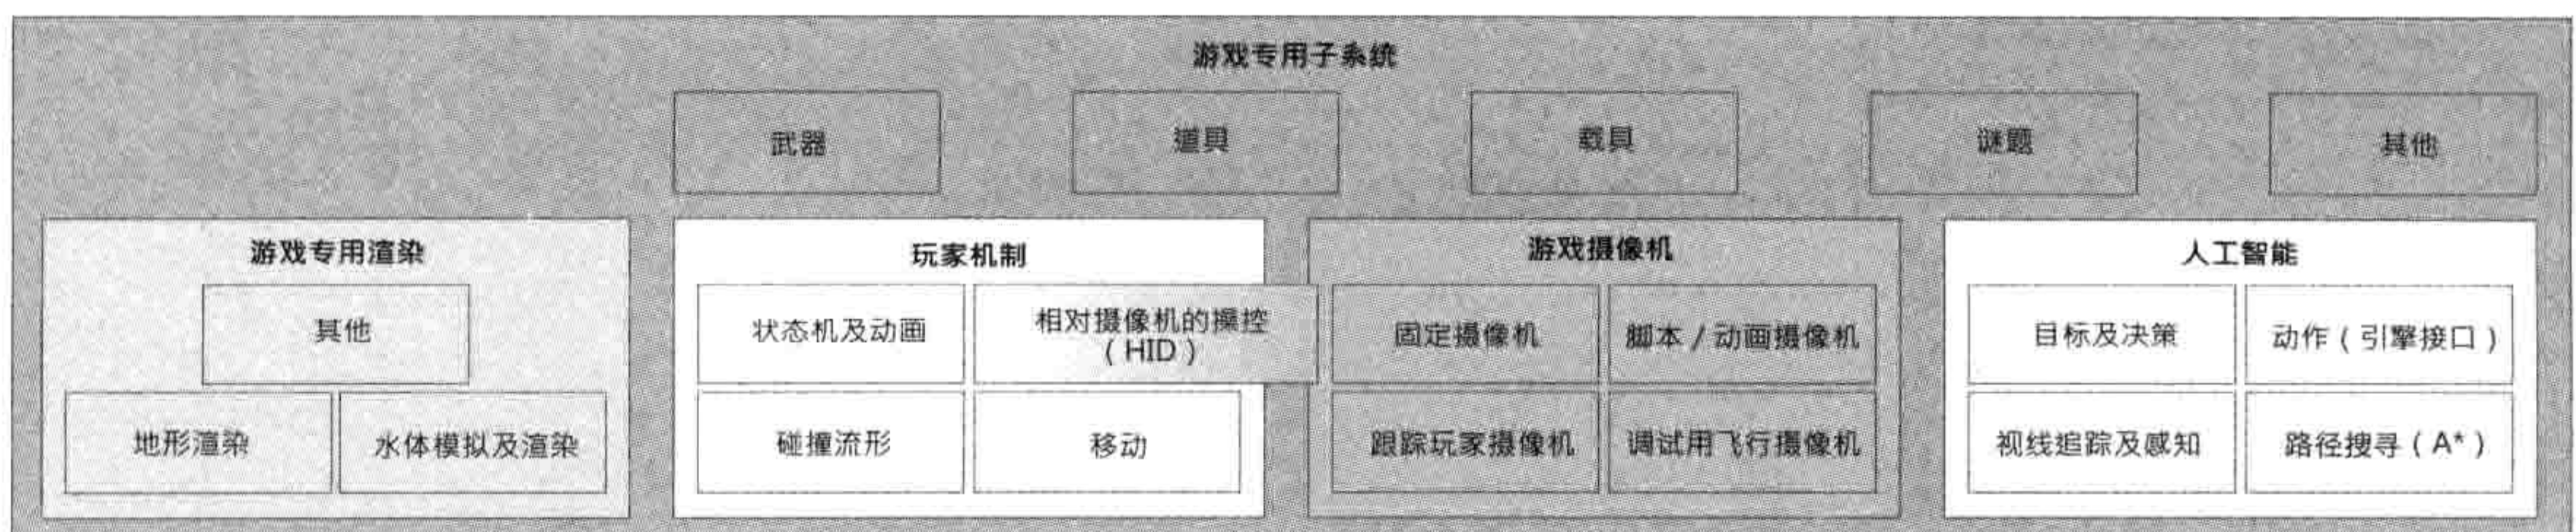 游戏专用子系统
武器
道具
载具
谜题
其他
游戏专用渲染
其他
地形渲染
水体模拟及渲染
玩家机制
状态机及动画
相对摄像机的操控
（HID）
碰撞流形
移动
游戏摄像机
固定摄像机
脚本／动画摄像机
跟踪玩家摄像机
调试用飞行摄像机
人工智能
目标及决策
动作（引擎接口）
视线追踪及感知
路径搜寻（A*）